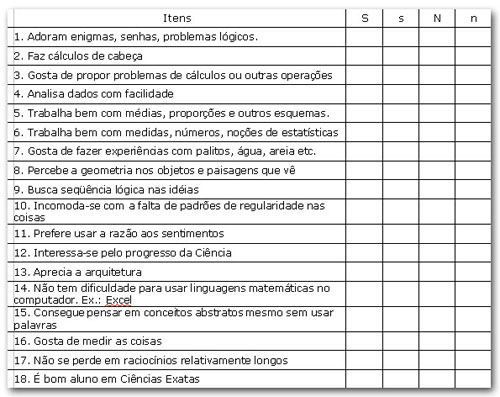 Itens S s N n
1. Adoram enigmas, senhas, problemas lógicos.
2. Faz cálculos de cabeça
3. Gosta de propor problemas de cálculos ou outras operações
4. Analisa dados com facilidade
5. Trabalha bem com médias, proporções e outros esquemas.
6. Trabalha bem com medidas, números, noções de estatísticas
7. Gosta de fazer experiências com palitos, água, areia etc.
8. Percebe a geometria nos objetos e paisagens que vê
9. Busca seqüência lógica nas idéias
10. Incomoda-se com a falta de padrões de regularidade nas
coisas
11. Prefere usar a razão aos sentimentos
12. Interessa-se pelo progresso da Ciência
13. Aprecia a arquitetura
14. Não tem dificuldade para usar linguagens matemáticas no
computador. Ex.: Excel
15. Consegue pensar em conceitos abstratos mesmo sem usar
palavras
16. Gosta de medir as coisas
17. Não se perde em raciocínios relativamente longos
18. É bom aluno em Ciências Exatas